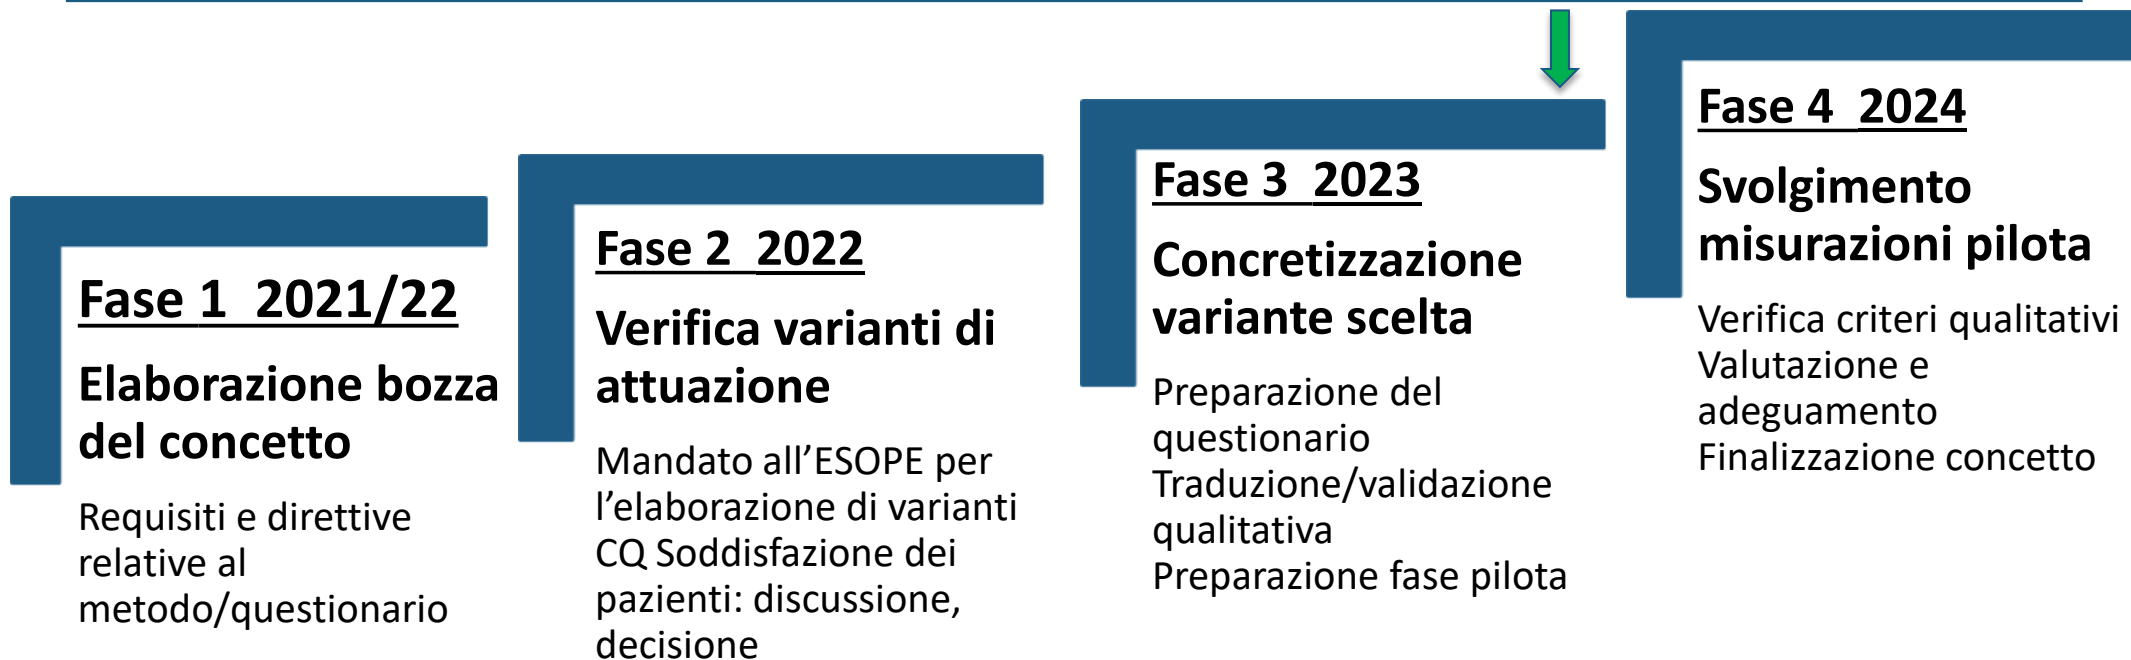 Fase 1  2021/22
Elaborazione bozza
del concetto
Requisiti e direttive
relative al
metodo/questionario
Fase 2  2022
Verifica varianti di
attuazione
Mandato all’ESOPE per
l’elaborazione di varianti
CQ Soddisfazione dei
pazienti: discussione,
decisione
Fase 3  2023
Concretizzazione
variante scelta
Preparazione del
questionario
Traduzione/validazione
qualitativa
Preparazione fase pilota
Fase 4  2024
Svolgimento
misurazioni pilota
Verifica criteri qualitativi
Valutazione e
adeguamento
Finalizzazione concetto